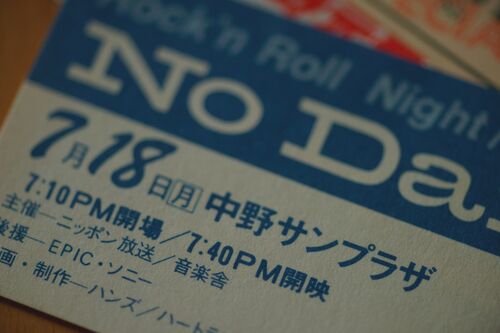 Rock'n Roll Night
No Da
7月18日(月)中野サンプラザ
7:10PM開場／7:40PM開映
主催―ニッポン放送／音楽舎
後援―EPIC・ソニー
画・制作―ハンズ／ハートラ